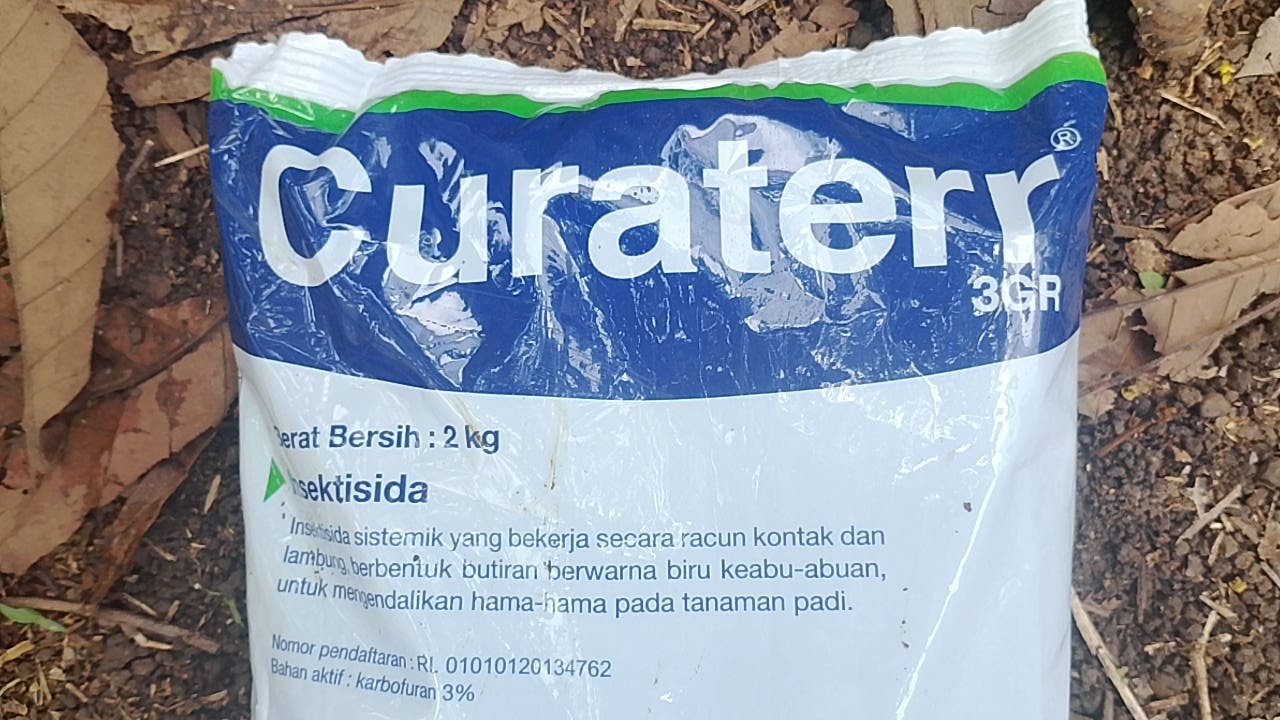 Curaterr®
3GR
Berat Bersih : 2 kg
Insektisida
Insektisida sistemik yang bekerja secara racun kontak dan
lambung, berbentuk butiran berwarna biru keabu-abuan,
untuk mengendalikan hama-hama pada tanaman padi.
Nomor pendaftaran : RI. 01010120134762
Bahan aktif : karbofuran 3%